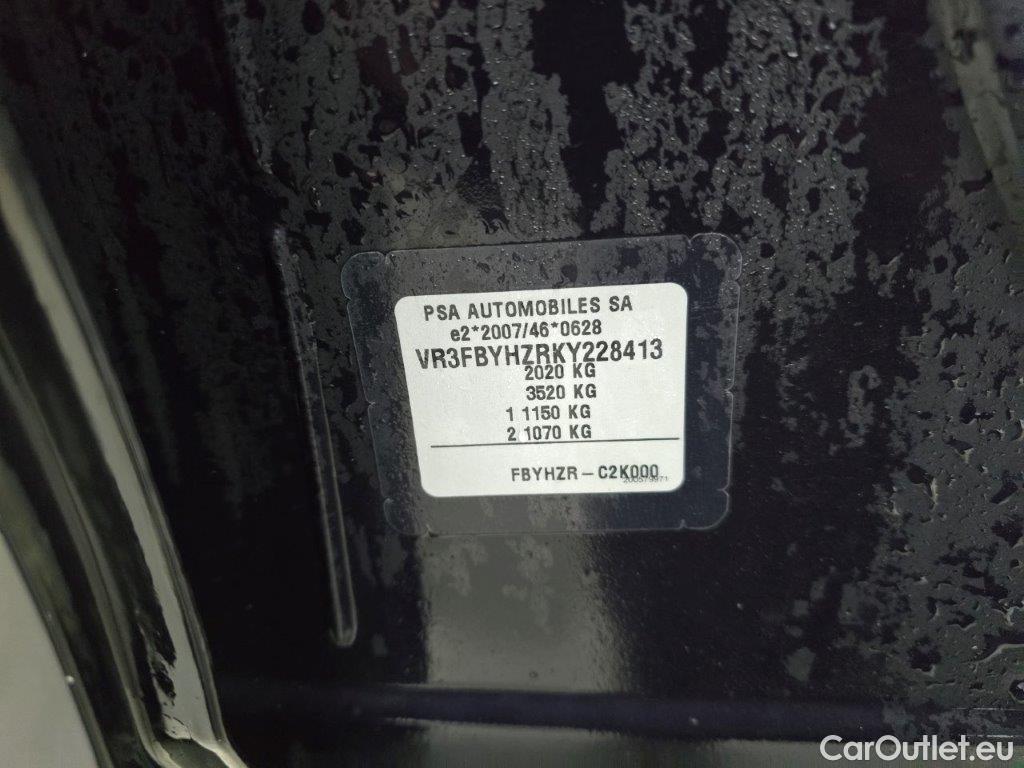 PSA AUTOMOBILES SA
e2*2007/46*0628
VR3FBYHZRKY228413
2020 KG
3520 KG
1 1150 KG
2 1070 KG
FBYHZR - C2K000
200579971
CarOutlet.eu